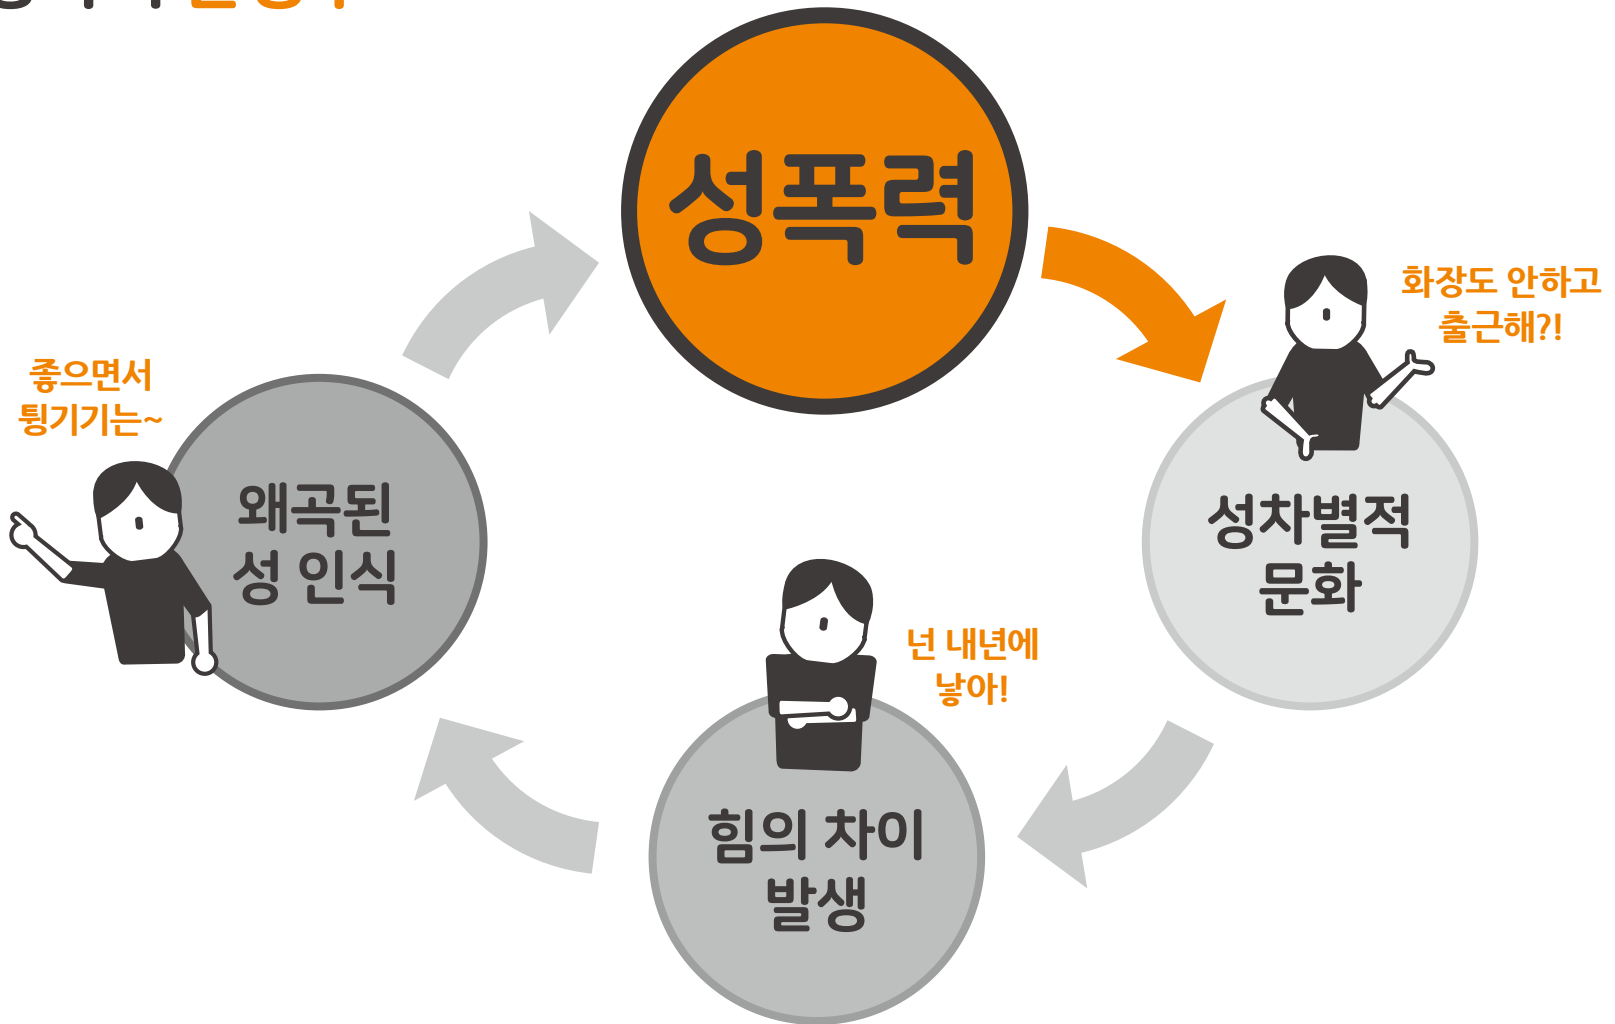 성폭력
화장도 안하고
출근해?!
좋으면서
튕기기는~
왜곡된
성 인식
성차별적
문화
넌 내년에
낳아!
힘의 차이
발생